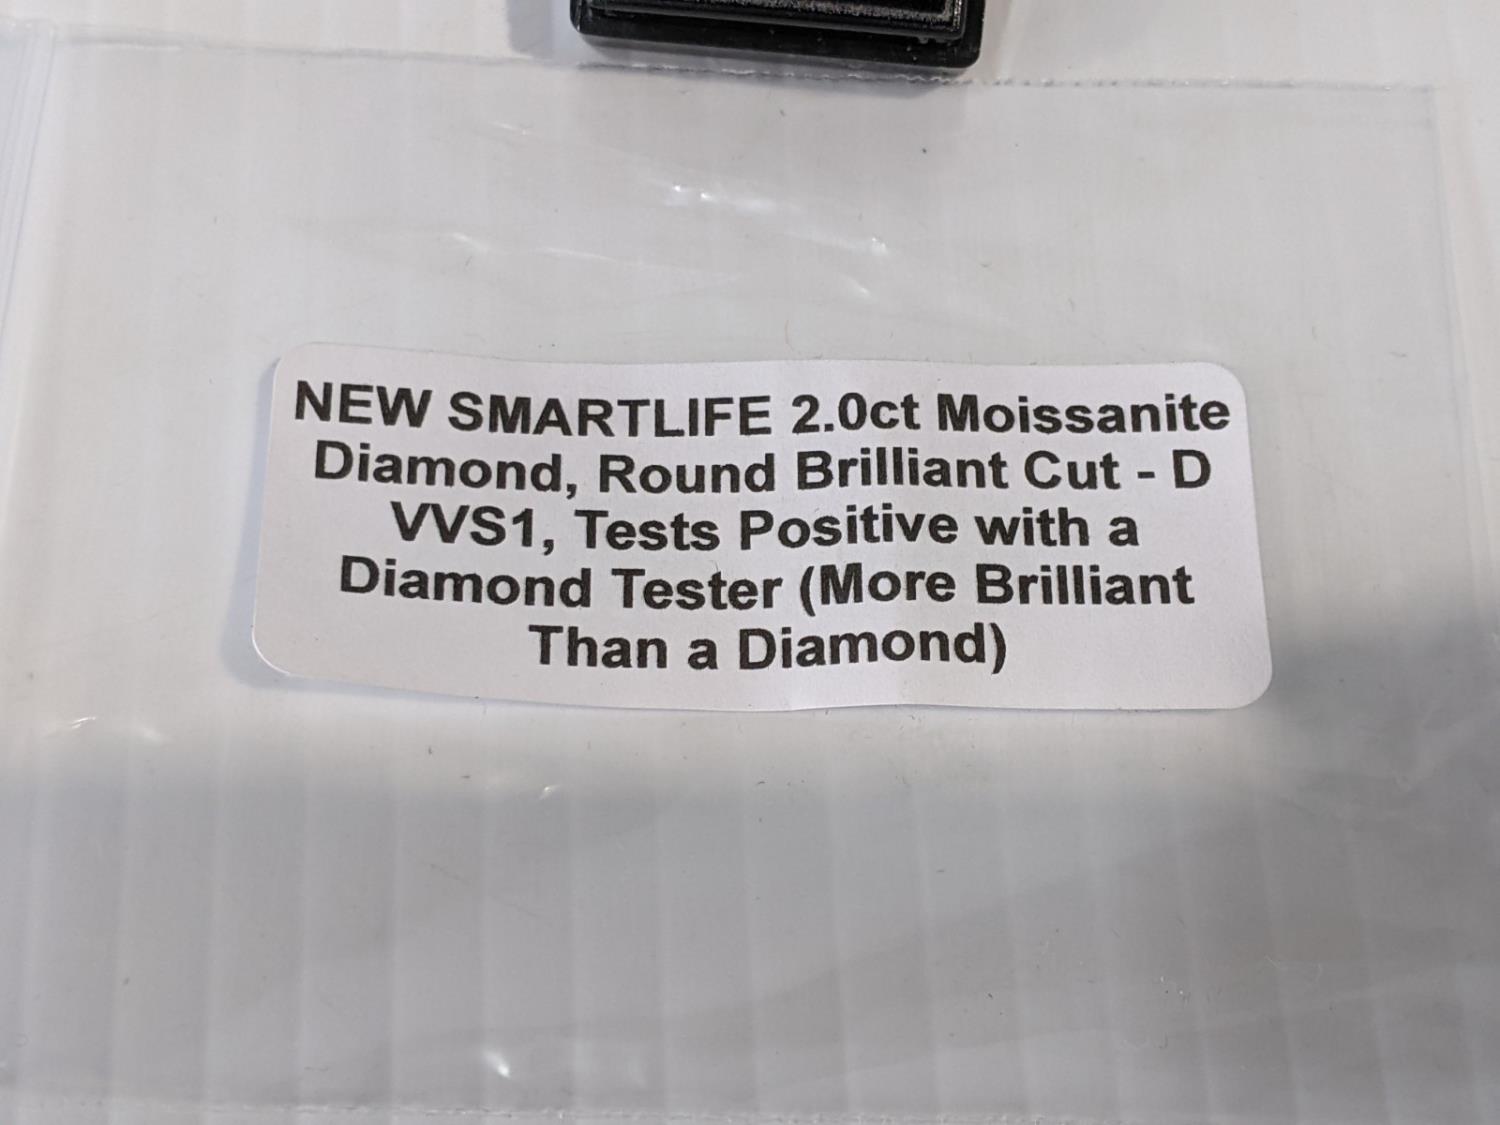 NEW SMARTLIFE 2.0ct Moissanite
Diamond, Round Brilliant Cut - D
VVS1, Tests Positive with a
Diamond Tester (More Brilliant
Than a Diamond)